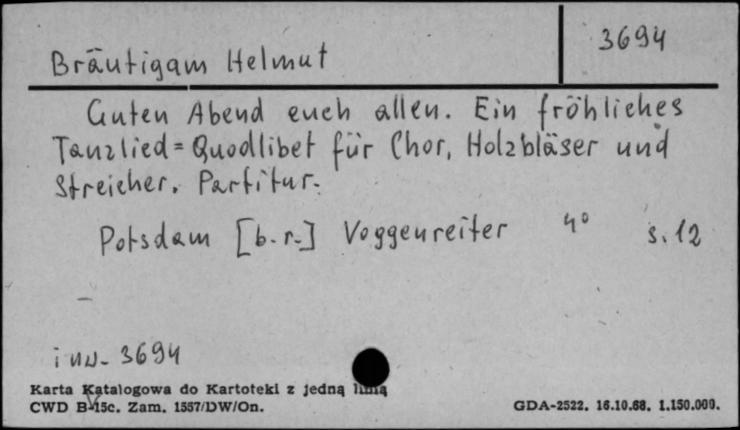 Bräutigam Helmut
3694
Guten Abend euch allen. Ein fröhliches
Tanzlied=Quodlibet für Chor, Holzbläser und
Streicher. Partitur.
Potsdam [b.r.] Voggenreiter 4° s. 12
inw. 3694
Karta Katalogowa do Kartoteki z jedną linią
CWD B-15c. Zam. 1557/DW/On.
GDA-2522. 16.10.68. 1.150.000.